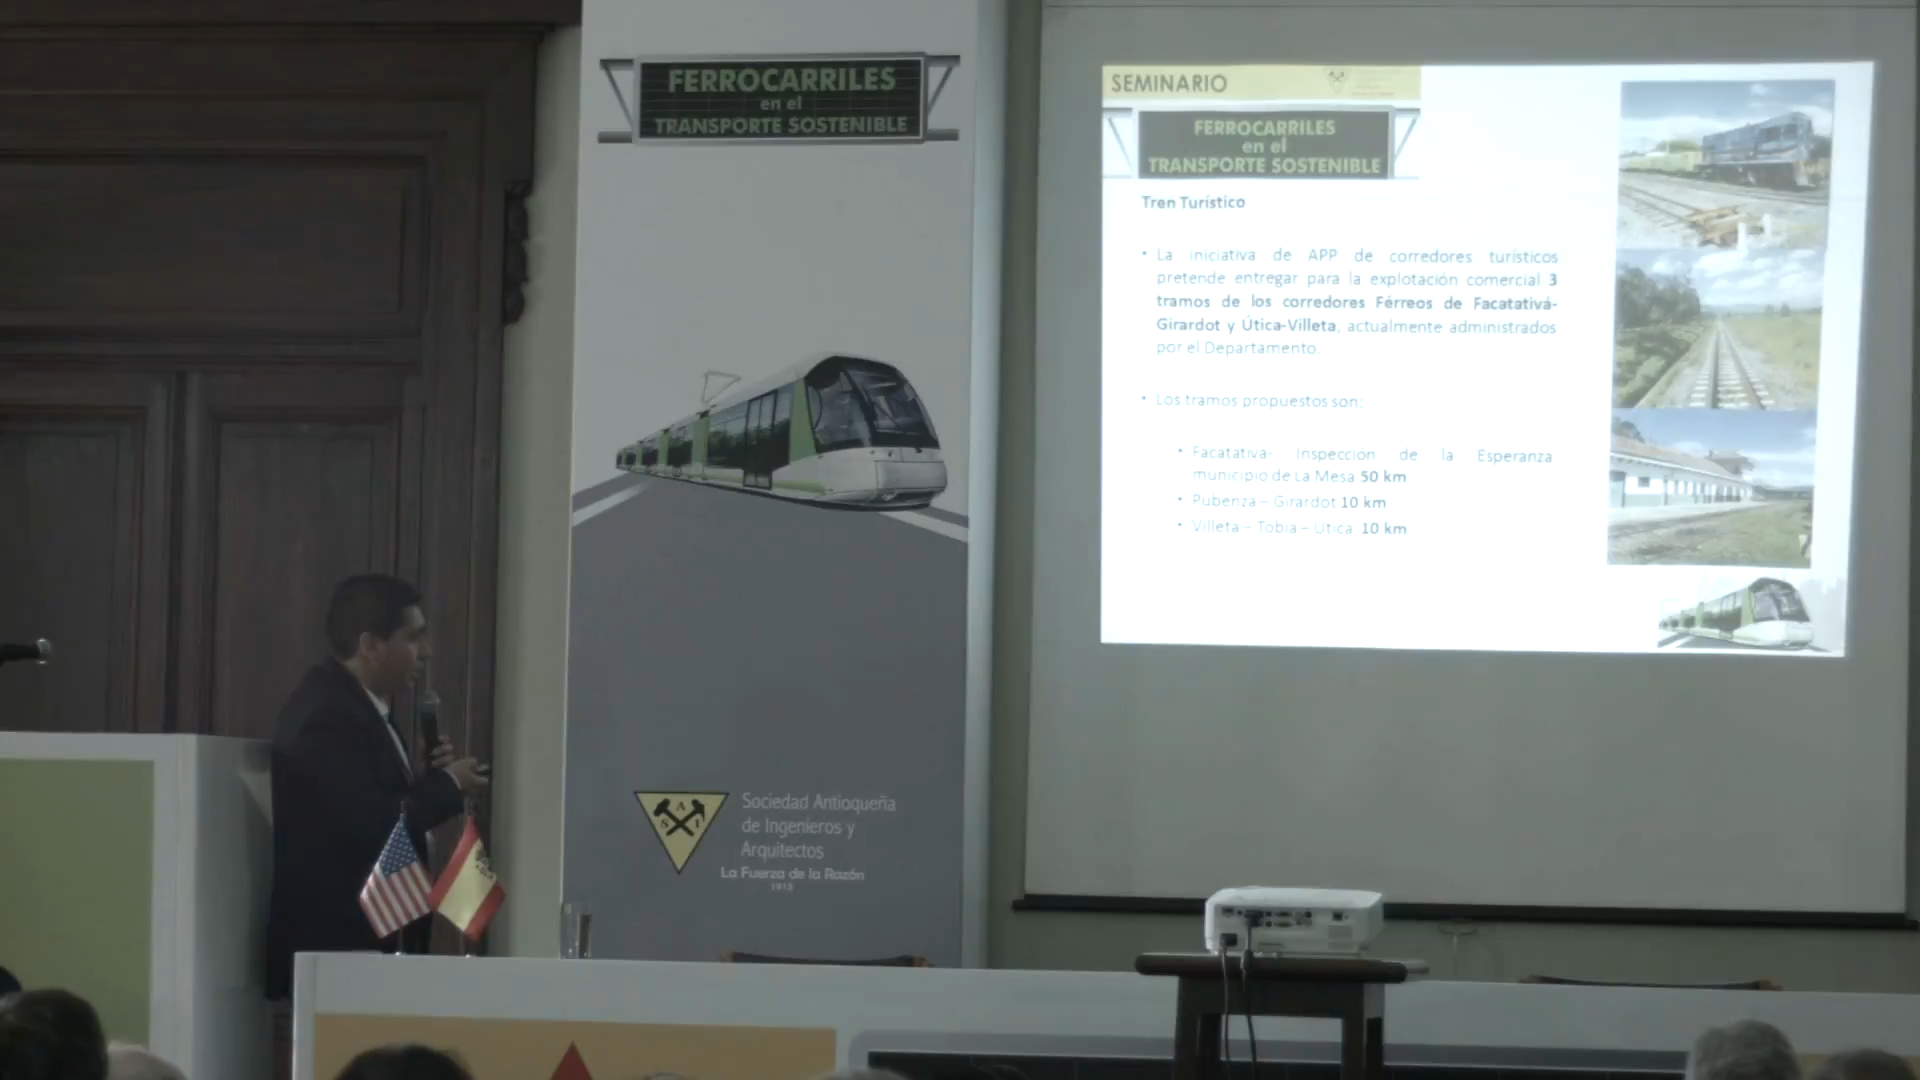 FERROCARRILES
en el
TRANSPORTE SOSTENIBLE
A
S I
Sociedad Antioqueña
de Ingenieros y
Arquitectos
La Fuerza de la Razón
1913
SEMINARIO
FERROCARRILES
en el
TRANSPORTE SOSTENIBLE
Tren Turístico
• La iniciativa de APP de corredores turísticos
pretende entregar para la explotación comercial 3
tramos de los corredores Férreos de Facatativá-
Girardot y Útica-Villeta, actualmente administrados
por el Departamento.
• Los tramos propuestos son:
• Facatativa- Inspección de la Esperanza
municipio de La Mesa 50 km
• Pubenza – Girardot 10 km
• Villeta – Tobia – Utica 10 km